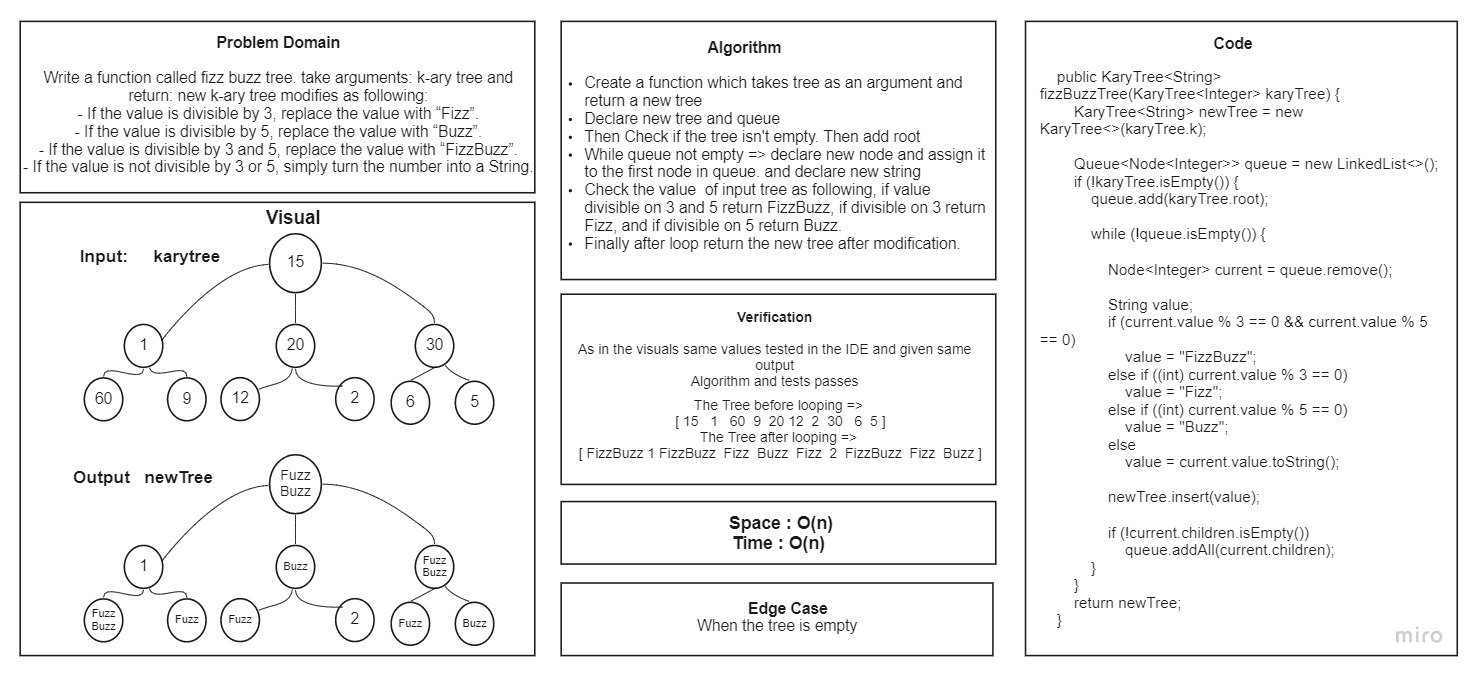 Problem Domain
Write a function called fizz buzz tree. take arguments: k-ary tree and
return: new k-ary tree modifies as following:
- If the value is divisible by 3, replace the value with “Fizz”.
- If the value is divisible by 5, replace the value with “Buzz”.
- If the value is divisible by 3 and 5, replace the value with “FizzBuzz”.
- If the value is not divisible by 3 or 5, simply turn the number into a String.
Visual
Input: karytree
15
1
20
30
60
9
12
2
6
5
Output newTree
Fuzz
Buzz
1
Buzz
Fuzz
Buzz
Fuzz
Buzz
Fuzz
Fuzz
2
Fuzz
Buzz
Algorithm
• Create a function which takes tree as an argument and
return a new tree
• Declare new tree and queue
• Then Check if the tree isn't empty. Then add root
• While queue not empty => declare new node and assign it
to the first node in queue. and declare new string
• Check the value of input tree as following, if value
divisible on 3 and 5 return FizzBuzz, if divisible on 3 return
Fizz, and if divisible on 5 return Buzz.
• Finally after loop return the new tree after modification.
Verification
As in the visuals same values tested in the IDE and given same
output
Algorithm and tests passes
The Tree before looping =>
[ 15 1 60 9 20 12 2 30 6 5 ]
The Tree after looping =>
[ FizzBuzz 1 FizzBuzz Fizz Buzz Fizz 2 FizzBuzz Fizz Buzz ]
Space : O(n)
Time : O(n)
Edge Case
When the tree is empty
Code
public KaryTree<String>
fizzBuzzTree(KaryTree<Integer> karyTree) {
KaryTree<String> newTree = new
KaryTree<>(karyTree.k);
Queue<Node<Integer>> queue = new LinkedList<>();
if (!karyTree.isEmpty()) {
queue.add(karyTree.root);
while (!queue.isEmpty()) {
Node<Integer> current = queue.remove();
String value;
if (current.value % 3 == 0 && current.value % 5
== 0)
value = "FizzBuzz";
else if ((int) current.value % 3 == 0)
value = "Fizz";
else if ((int) current.value % 5 == 0)
value = "Buzz";
else
value = current.value.toString();
newTree.insert(value);
if (!current.children.isEmpty())
queue.addAll(current.children);
}
}
return newTree;
}
miro